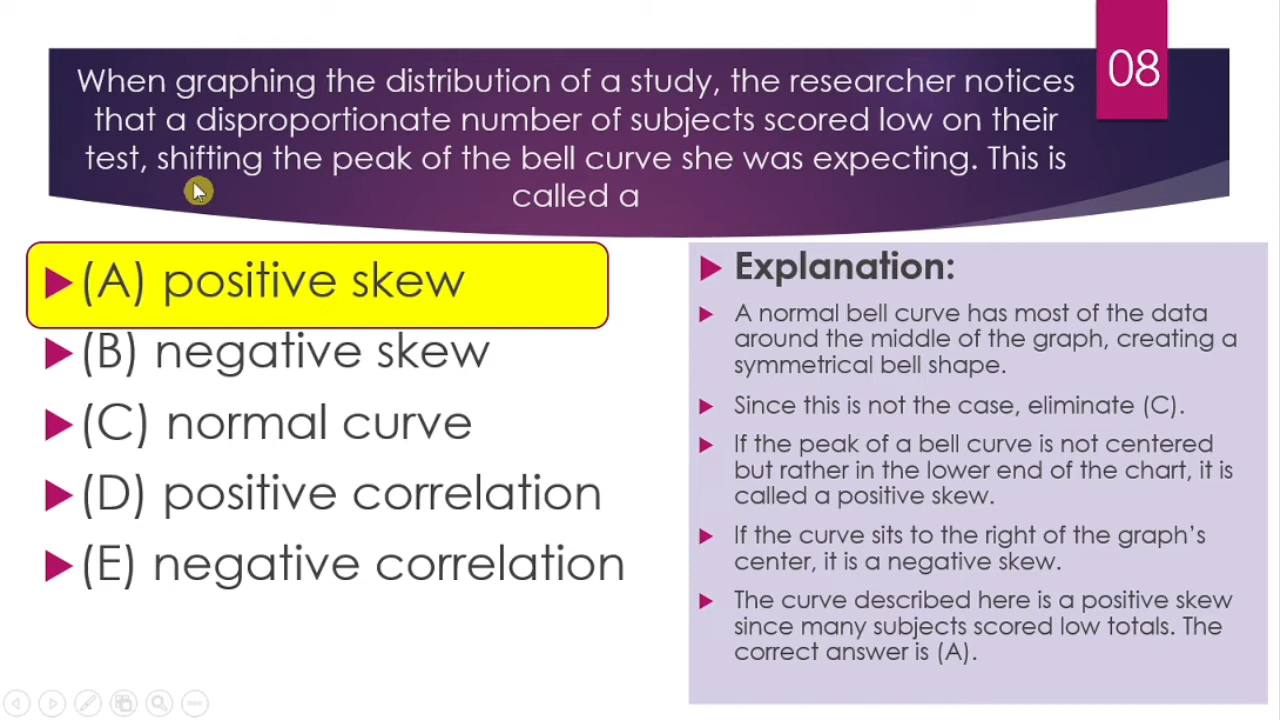 08
When graphing the distribution of a study, the researcher notices
that a disproportionate number of subjects scored low on their
test, shifting the peak of the bell curve she was expecting. This is
called a
(A) positive skew
(B) negative skew
(C) normal curve
(D) positive correlation
(E) negative correlation
Explanation:
A normal bell curve has most of the data
around the middle of the graph, creating a
symmetrical bell shape.
Since this is not the case, eliminate (C).
If the peak of a bell curve is not centered
but rather in the lower end of the chart, it is
called a positive skew.
If the curve sits to the right of the graph’s
center, it is a negative skew.
The curve described here is a positive skew
since many subjects scored low totals. The
correct answer is (A).